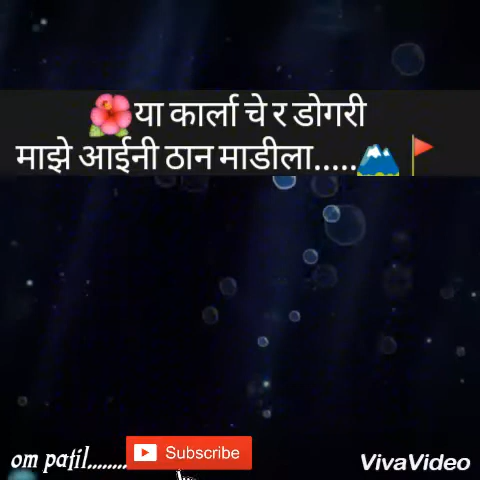 🌺या कार्ला चे र डोगरी
माझे आईनी ठान माडीला.....🗻🚩
om patil........ Subscribe
VivaVideo